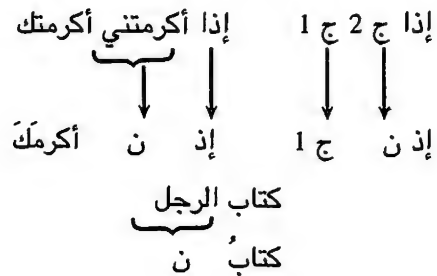 إذا ج 2 ج 1 إذا أكرمتني أكرمتك
إذ ن ج 1 إذ ن أكرمَكَ
كتاب الرجل
كتابُ ن